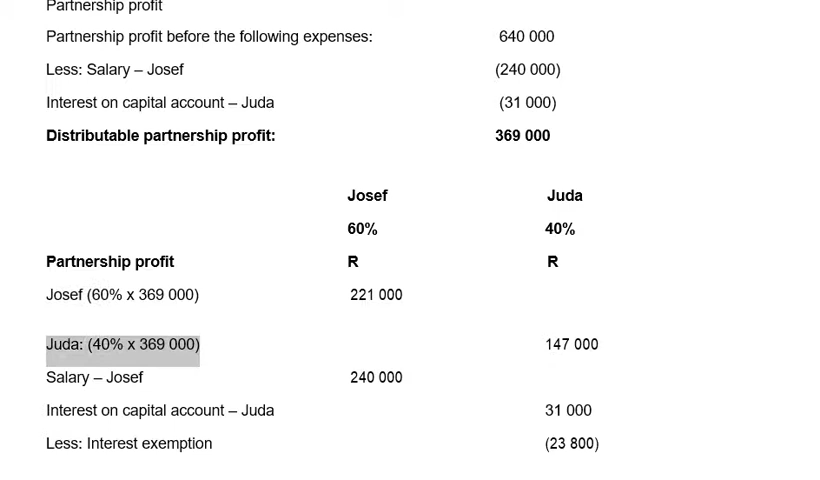 Partnership profit
Partnership profit before the following expenses: 640 000
Less: Salary – Josef (240 000)
Interest on capital account – Juda (31 000)
Distributable partnership profit: 369 000
Josef Juda
60% 40%
Partnership profit R R
Josef (60% x 369 000) 221 000
Juda: (40% x 369 000) 147 000
Salary – Josef 240 000
Interest on capital account – Juda 31 000
Less: Interest exemption (23 800)